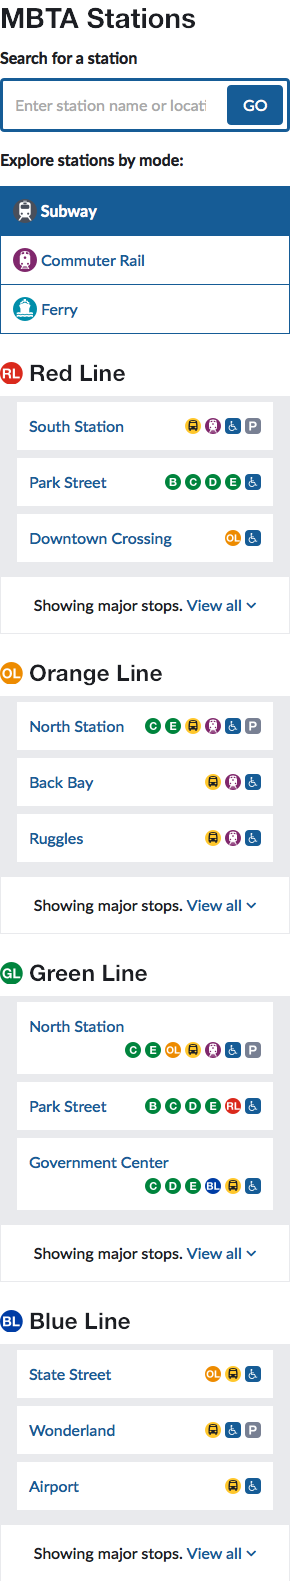 MBTA Stations
Search for a station
Enter station name or locati
GO
Explore stations by mode:
Subway
Commuter Rail
Ferry
RL Red Line
South Station P
Park Street B C D E
Downtown Crossing OL
Showing major stops. View all
OL Orange Line
North Station C E P
Back Bay
Ruggles
Showing major stops. View all
GL Green Line
North Station
C E OL P
Park Street B C D E RL
Government Center
C D E BL
Showing major stops. View all
BL Blue Line
State Street OL
Wonderland P
Airport
Showing major stops. View all